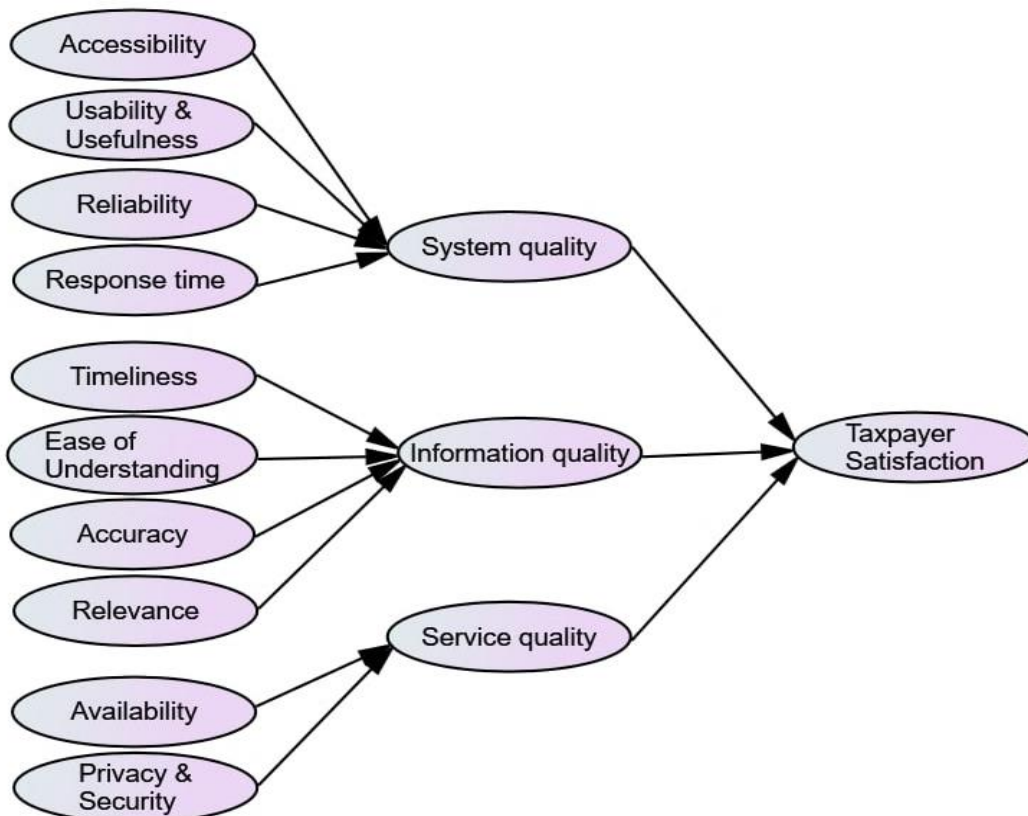 Accessibility
Usability &
Usefulness
Reliability
Response time
System quality
Timeliness
Ease of
Understanding
Information quality
Accuracy
Relevance
Taxpayer
Satisfaction
Service quality
Availability
Privacy &
Security